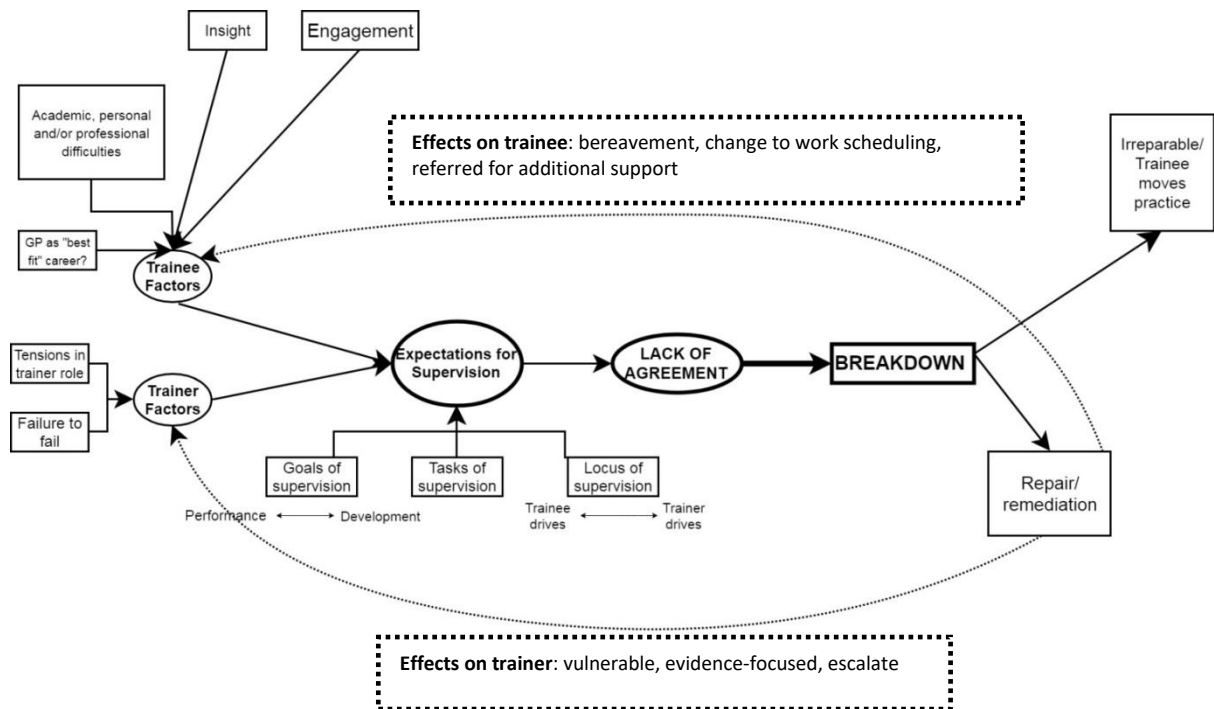 Insight
Engagement
Academic, personal
and/or professional
difficulties
Effects on trainee: bereavement, change to work scheduling,
referred for additional support
Irreparable/
Trainee
moves
practice
GP as "best
fit" career?
Trainee
Factors
Tensions in
trainer role
Failure to
fail
Trainer
Factors
Expectations for
Supervision
LACK OF
AGREEMENT
BREAKDOWN
Goals of
supervision
Tasks of
supervision
Locus of
supervision
Performance
Development
Trainee
drives
Trainer
drives
Repair/
remediation
Effects on trainer: vulnerable, evidence-focused, escalate